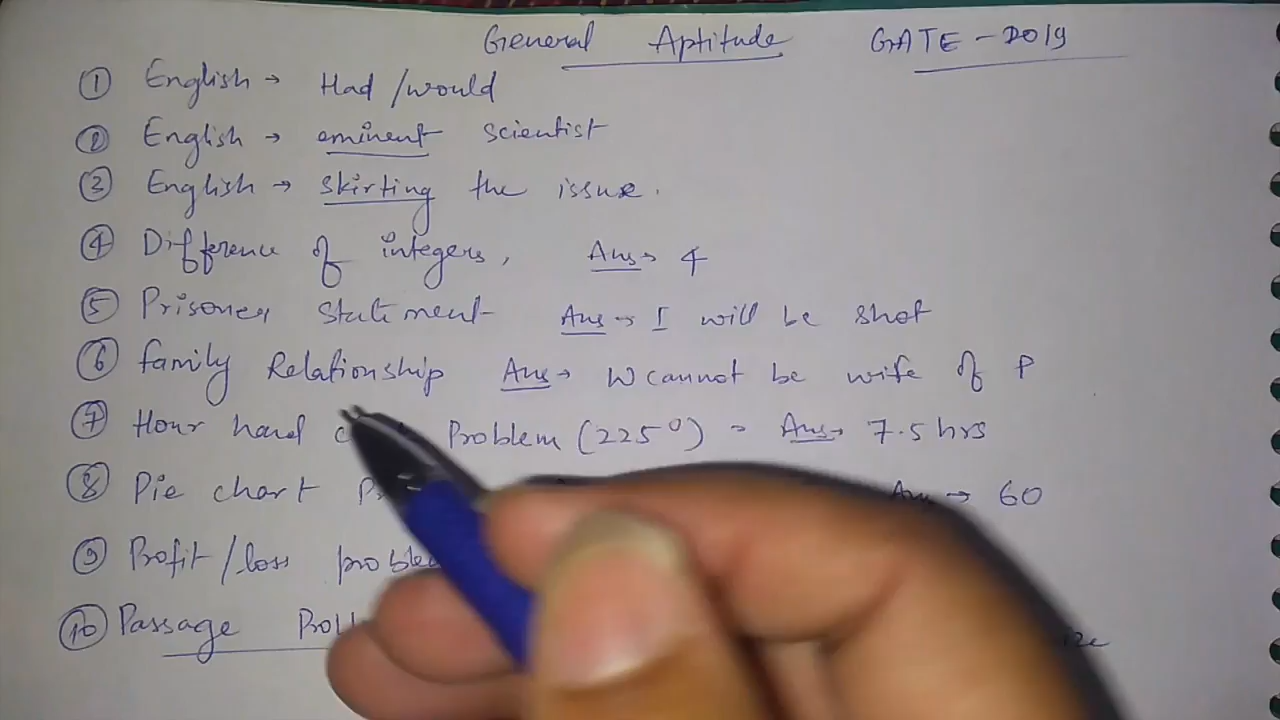 General Aptitude GATE - 2019
① English → Had /would
② English → eminent scientist
③ English → skirting the issue.
④ Difference of integers, Ans → 4
⑤ Prisoner Statement Ans → I will be shot
⑥ family Relationship Ans → W cannot be wife of P
⑦ Hour hand Problem (225°) - Ans → 7.5 hrs
⑧ Pie chart Ans → 60
⑨ Profit /loss problem
⑩ Passage